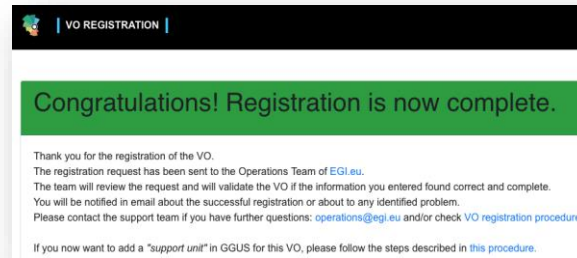 | VO REGISTRATION |
Congratulations! Registration is now complete.
Thank you for the registration of the VO.
The registration request has been sent to the Operations Team of EGI.eu.
The team will review the request and will validate the VO if the information you entered found correct and complete.
You will be notified in email about the successful registration or about to any identified problem.
Please contact the support team if you have further questions: operations@egi.eu and/or check VO registration procedure
If you now want to add a "support unit" in GGUS for this VO, please follow the steps described in this procedure.